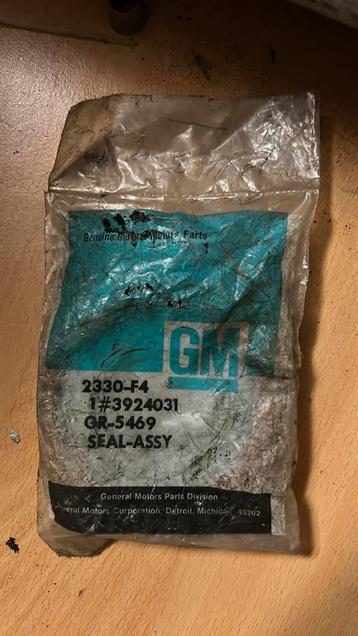 Genuine General Motors Parts
GM
2330-F4
1#3924031
GR-5469
SEAL-ASSY
General Motors Parts Division
eral Motors Corporation, Detroit, Michigan 48202